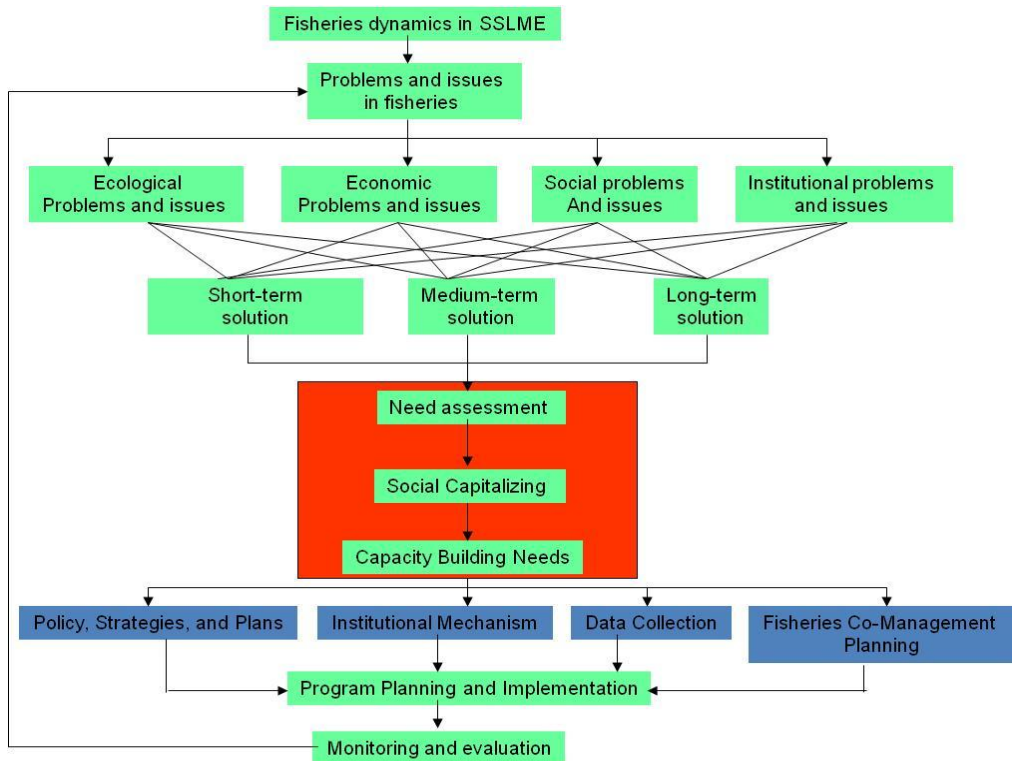 Fisheries dynamics in SSLME
Problems and issues
in fisheries
Ecological
Problems and issues
Economic
Problems and issues
Social problems
And issues
Institutional problems
and issues
Short-term
solution
Medium-term
solution
Long-term
solution
Need assessment
Social Capitalizing
Capacity Building Needs
Policy, Strategies, and Plans
Institutional Mechanism
Data Collection
Fisheries Co-Management
Planning
Program Planning and Implementation
Monitoring and evaluation